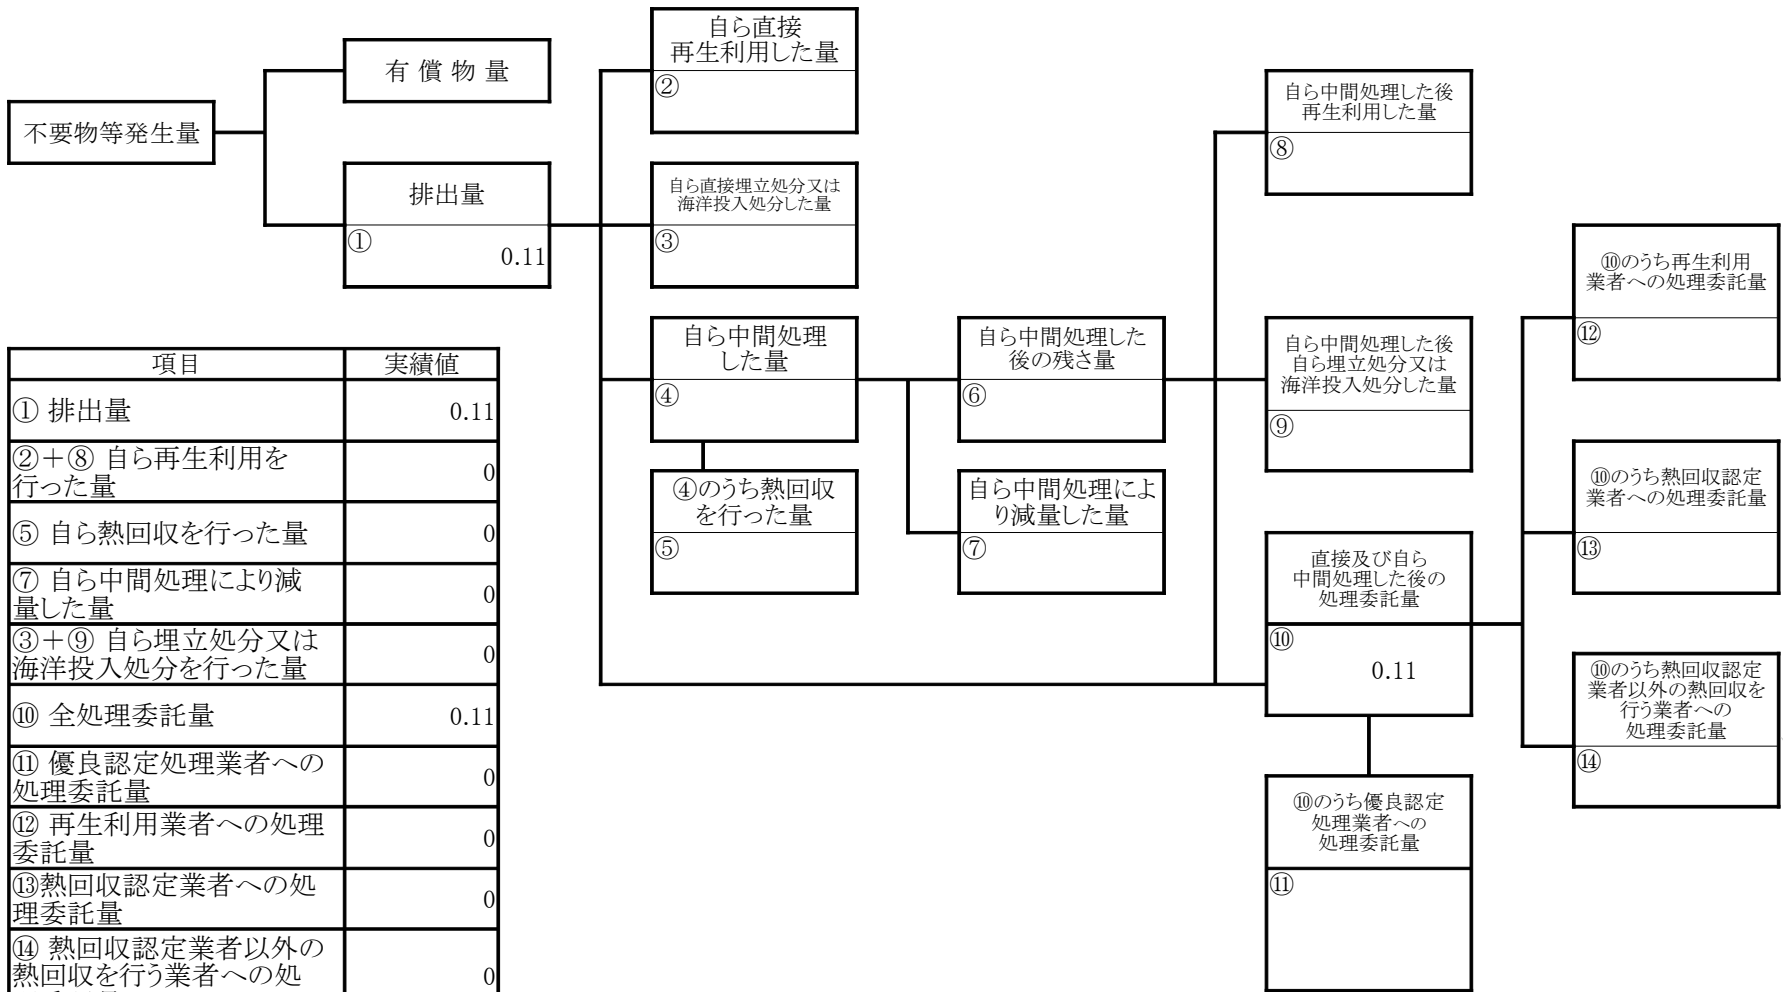 不要物等発生量
有 償 物 量
排出量
①
0.11
自ら直接
再生利用した量
②
自ら直接埋立処分又は
海洋投入処分した量
③
自ら中間処理
した量
④
④のうち熱回収
を行った量
⑤
自ら中間処理した
後の残さ量
⑥
自ら中間処理によ
り減量した量
⑦
自ら中間処理した後
再生利用した量
⑧
自ら中間処理した後
自ら埋立処分又は
海洋投入処分した量
⑨
直接及び自ら
中間処理した後の
処理委託量
⑩
0.11
⑩のうち優良認定
処理業者への
処理委託量
⑪
⑩のうち再生利用
業者への処理委託量
⑫
⑩のうち熱回収認定
業者への処理委託量
⑬
⑩のうち熱回収認定
業者以外の熱回収を
行う業者への
処理委託量
⑭
項目 実績値
① 排出量 0.11
②＋⑧ 自ら再生利用を
行った量 0
⑤ 自ら熱回収を行った量 0
⑦ 自ら中間処理により減
量した量 0
③＋⑨ 自ら埋立処分又は
海洋投入処分を行った量 0
⑩ 全処理委託量 0.11
⑪ 優良認定処理業者への
処理委託量 0
⑫ 再生利用業者への処理
委託量 0
⑬熱回収認定業者への処
理委託量 0
⑭ 熱回収認定業者以外の
熱回収を行う業者への処 0